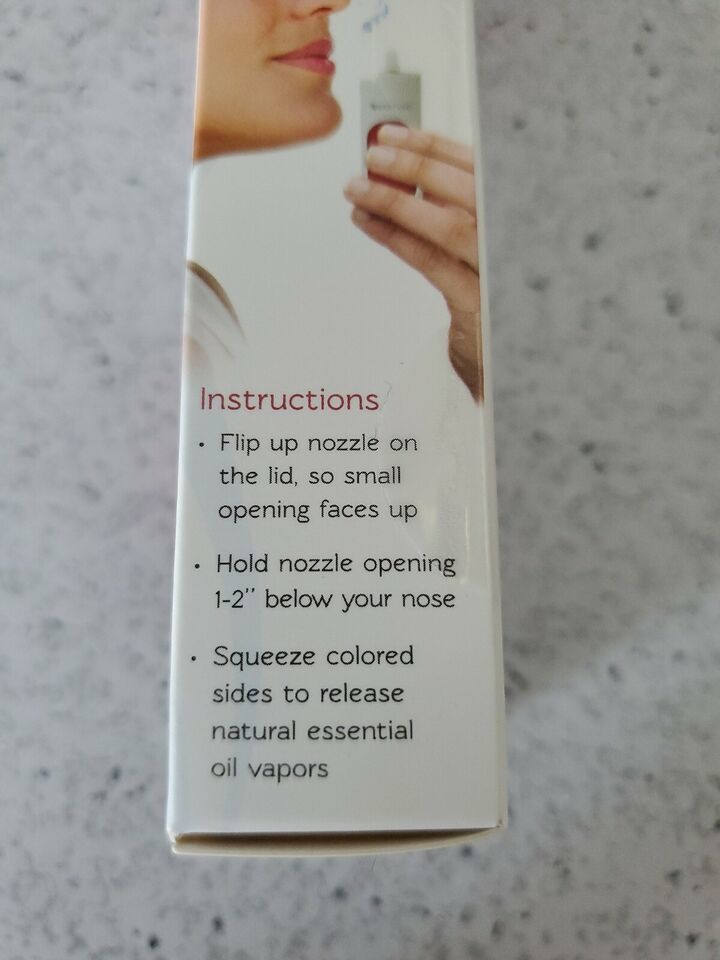 Instructions
• Flip up nozzle on
the lid, so small
opening faces up
• Hold nozzle opening
1-2" below your nose
• Squeeze colored
sides to release
natural essential
oil vapors